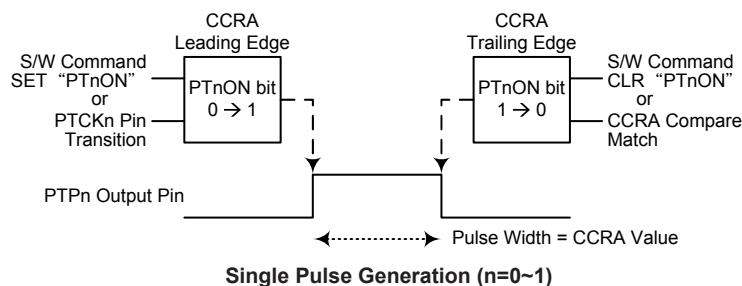 CCRA
Leading Edge
CCRA
Trailing Edge
S/W Command
SET “PTnON”
or
PTCKn Pin
Transition
PTnON bit
0 → 1
PTnON bit
1 → 0
S/W Command
CLR “PTnON”
or
CCRA Compare
Match
PTPn Output Pin
Pulse Width = CCRA Value
Single Pulse Generation (n=0~1)